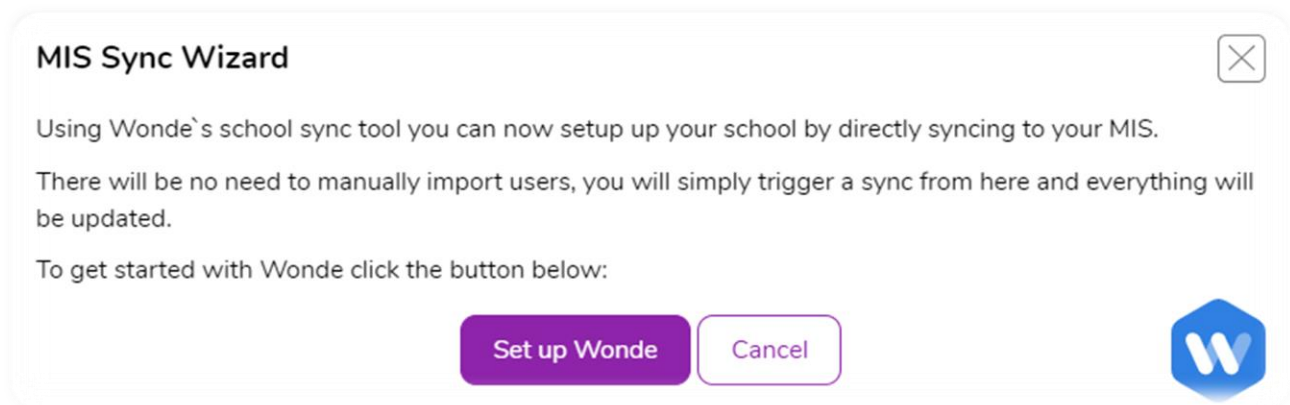 MIS Sync Wizard
Using Wonde`s school sync tool you can now setup up your school by directly syncing to your MIS.
There will be no need to manually import users, you will simply trigger a sync from here and everything will
be updated.
To get started with Wonde click the button below:
Set up Wonde Cancel